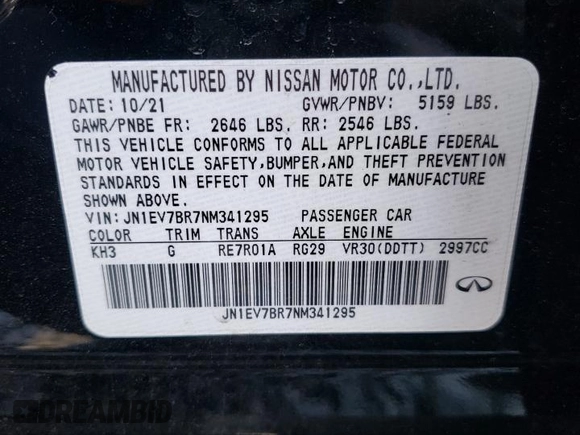 MANUFACTURED BY NISSAN MOTOR CO.,LTD.
DATE: 10/21 GVWR/PNBV: 5159 LBS.
GAWR/PNBE FR: 2646 LBS. RR: 2546 LBS.
THIS VEHICLE CONFORMS TO ALL APPLICABLE FEDERAL
MOTOR VEHICLE SAFETY,BUMPER,AND THEFT PREVENTION
STANDARDS IN EFFECT ON THE DATE OF MANUFACTURE
SHOWN ABOVE.
VIN: JN1EV7BR7NM341295 PASSENGER CAR
COLOR TRIM TRANS AXLE ENGINE
KH3 G RE7R01A RG29 VR30(DDTT) 2997CC
JN1EV7BR7NM341295
DREAMBID